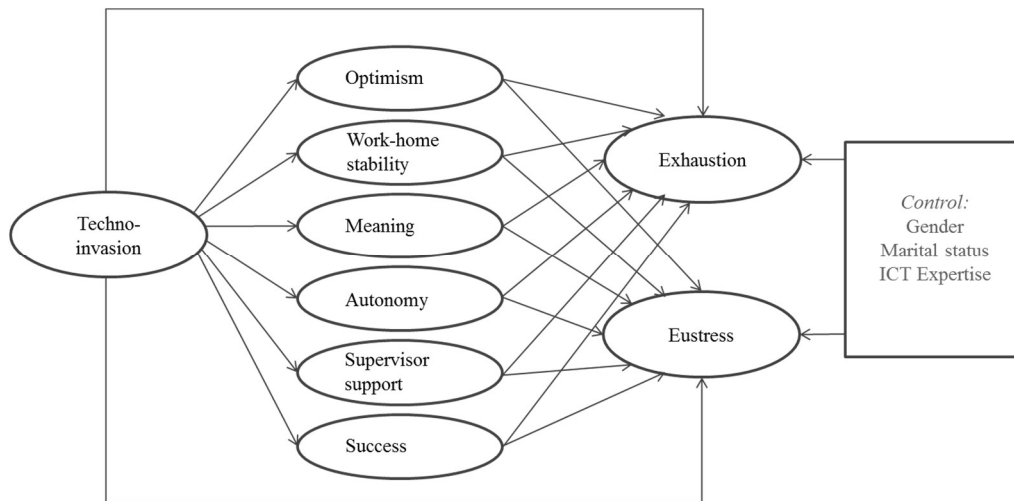 Optimism
Work-home
stability
Meaning
Autonomy
Supervisor
support
Success
Techno-
invasion
Exhaustion
Eustress
Control:
Gender
Marital status
ICT Expertise